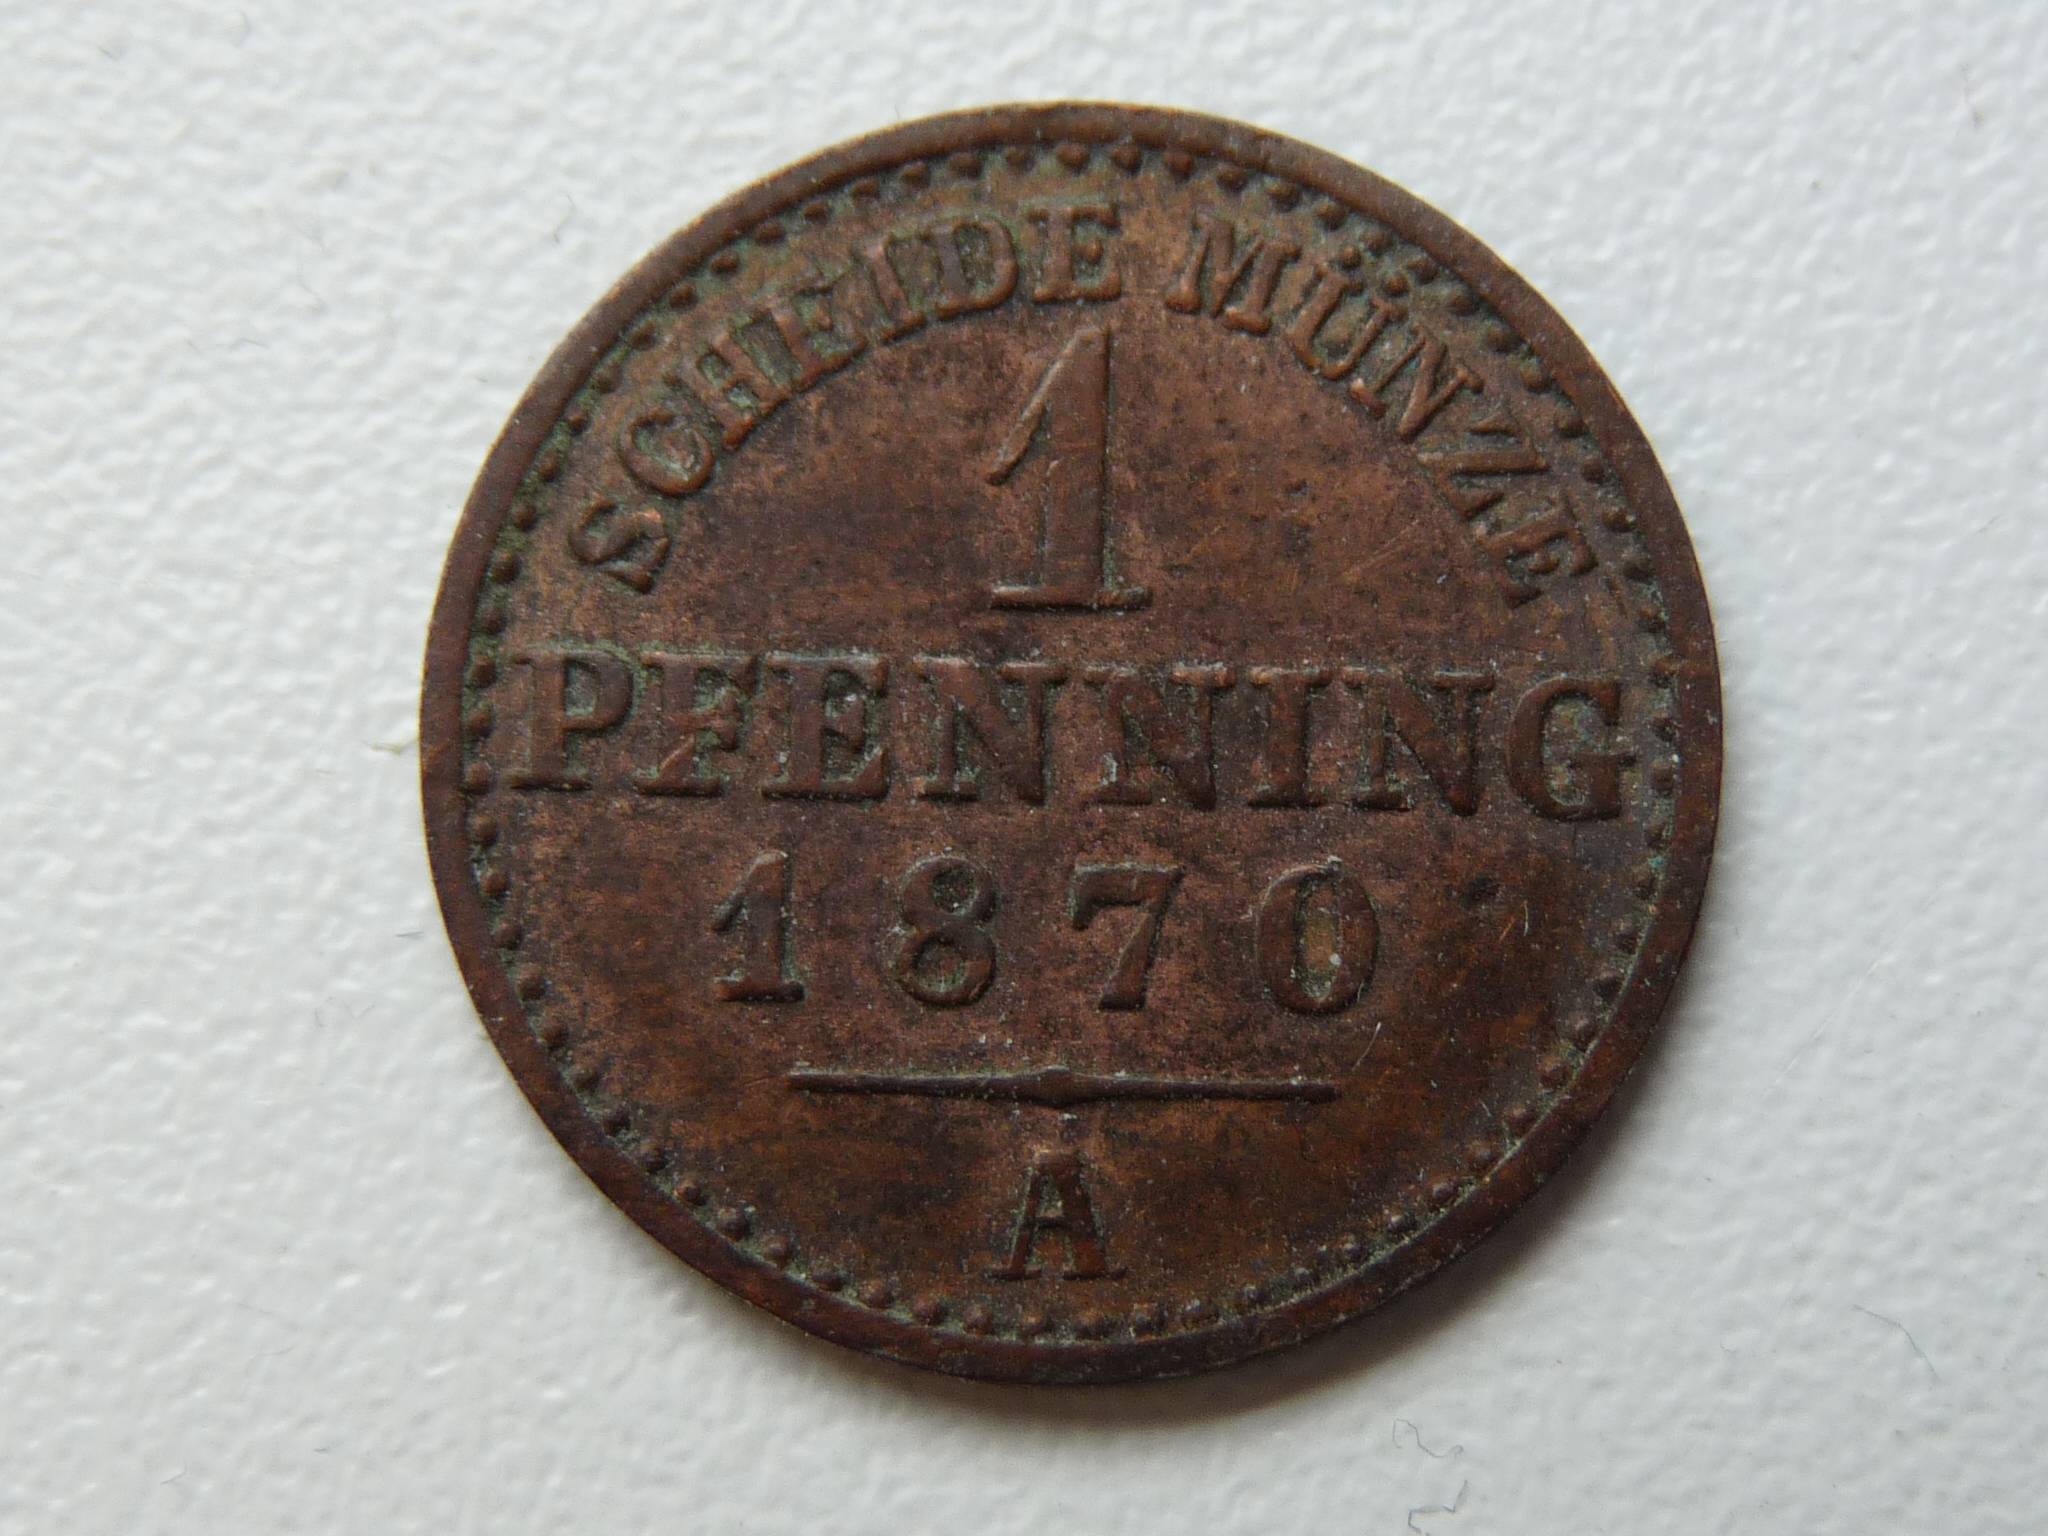 SCHEIDE MÜNZE
1
PFENNING
1870
A